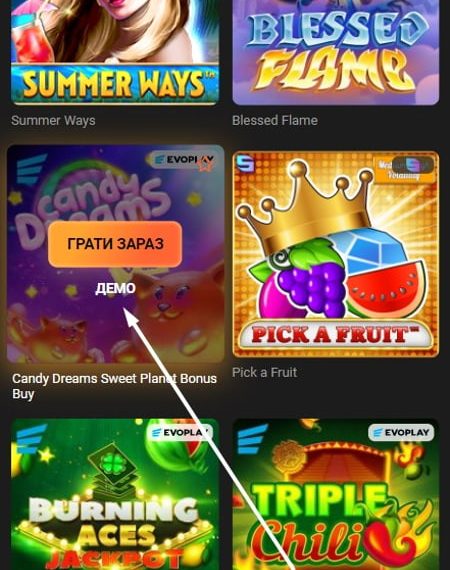 SUMMER WAYS™
BLESSED
FLAME
Summer Ways
Blessed Flame
EVOPLAY
candy
Dreams
ГРАТИ ЗАРАЗ
ДЕМО
Volatility
PICK A FRUIT™
Candy Dreams Sweet Planet Bonus
Buy
Pick a Fruit
EVOPLAY
BURNING
ACES
JACKPOT
EVOPLAY
TRIPLE
Chili